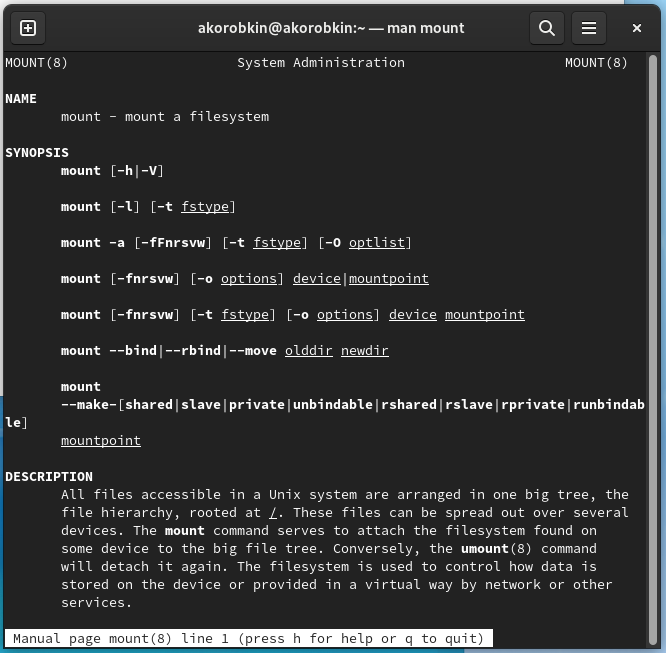 akorobkin@akorobkin:~ — man mount
MOUNT(8) System Administration MOUNT(8)
NAME
mount - mount a filesystem
SYNOPSIS
mount [-h|-V]
mount [-l] [-t fstype]
mount -a [-fFnrsvw] [-t fstype] [-O optlist]
mount [-fnrsvw] [-o options] device|mountpoint
mount [-fnrsvw] [-t fstype] [-o options] device mountpoint
mount --bind|--rbind|--move olddir newdir
mount
--make-[shared|slave|private|unbindable|rshared|rslave|rprivate|runbindab
le]
mountpoint
DESCRIPTION
All files accessible in a Unix system are arranged in one big tree, the
file hierarchy, rooted at /. These files can be spread out over several
devices. The mount command serves to attach the filesystem found on
some device to the big file tree. Conversely, the umount(8) command
will detach it again. The filesystem is used to control how data is
stored on the device or provided in a virtual way by network or other
services.
Manual page mount(8) line 1 (press h for help or q to quit)